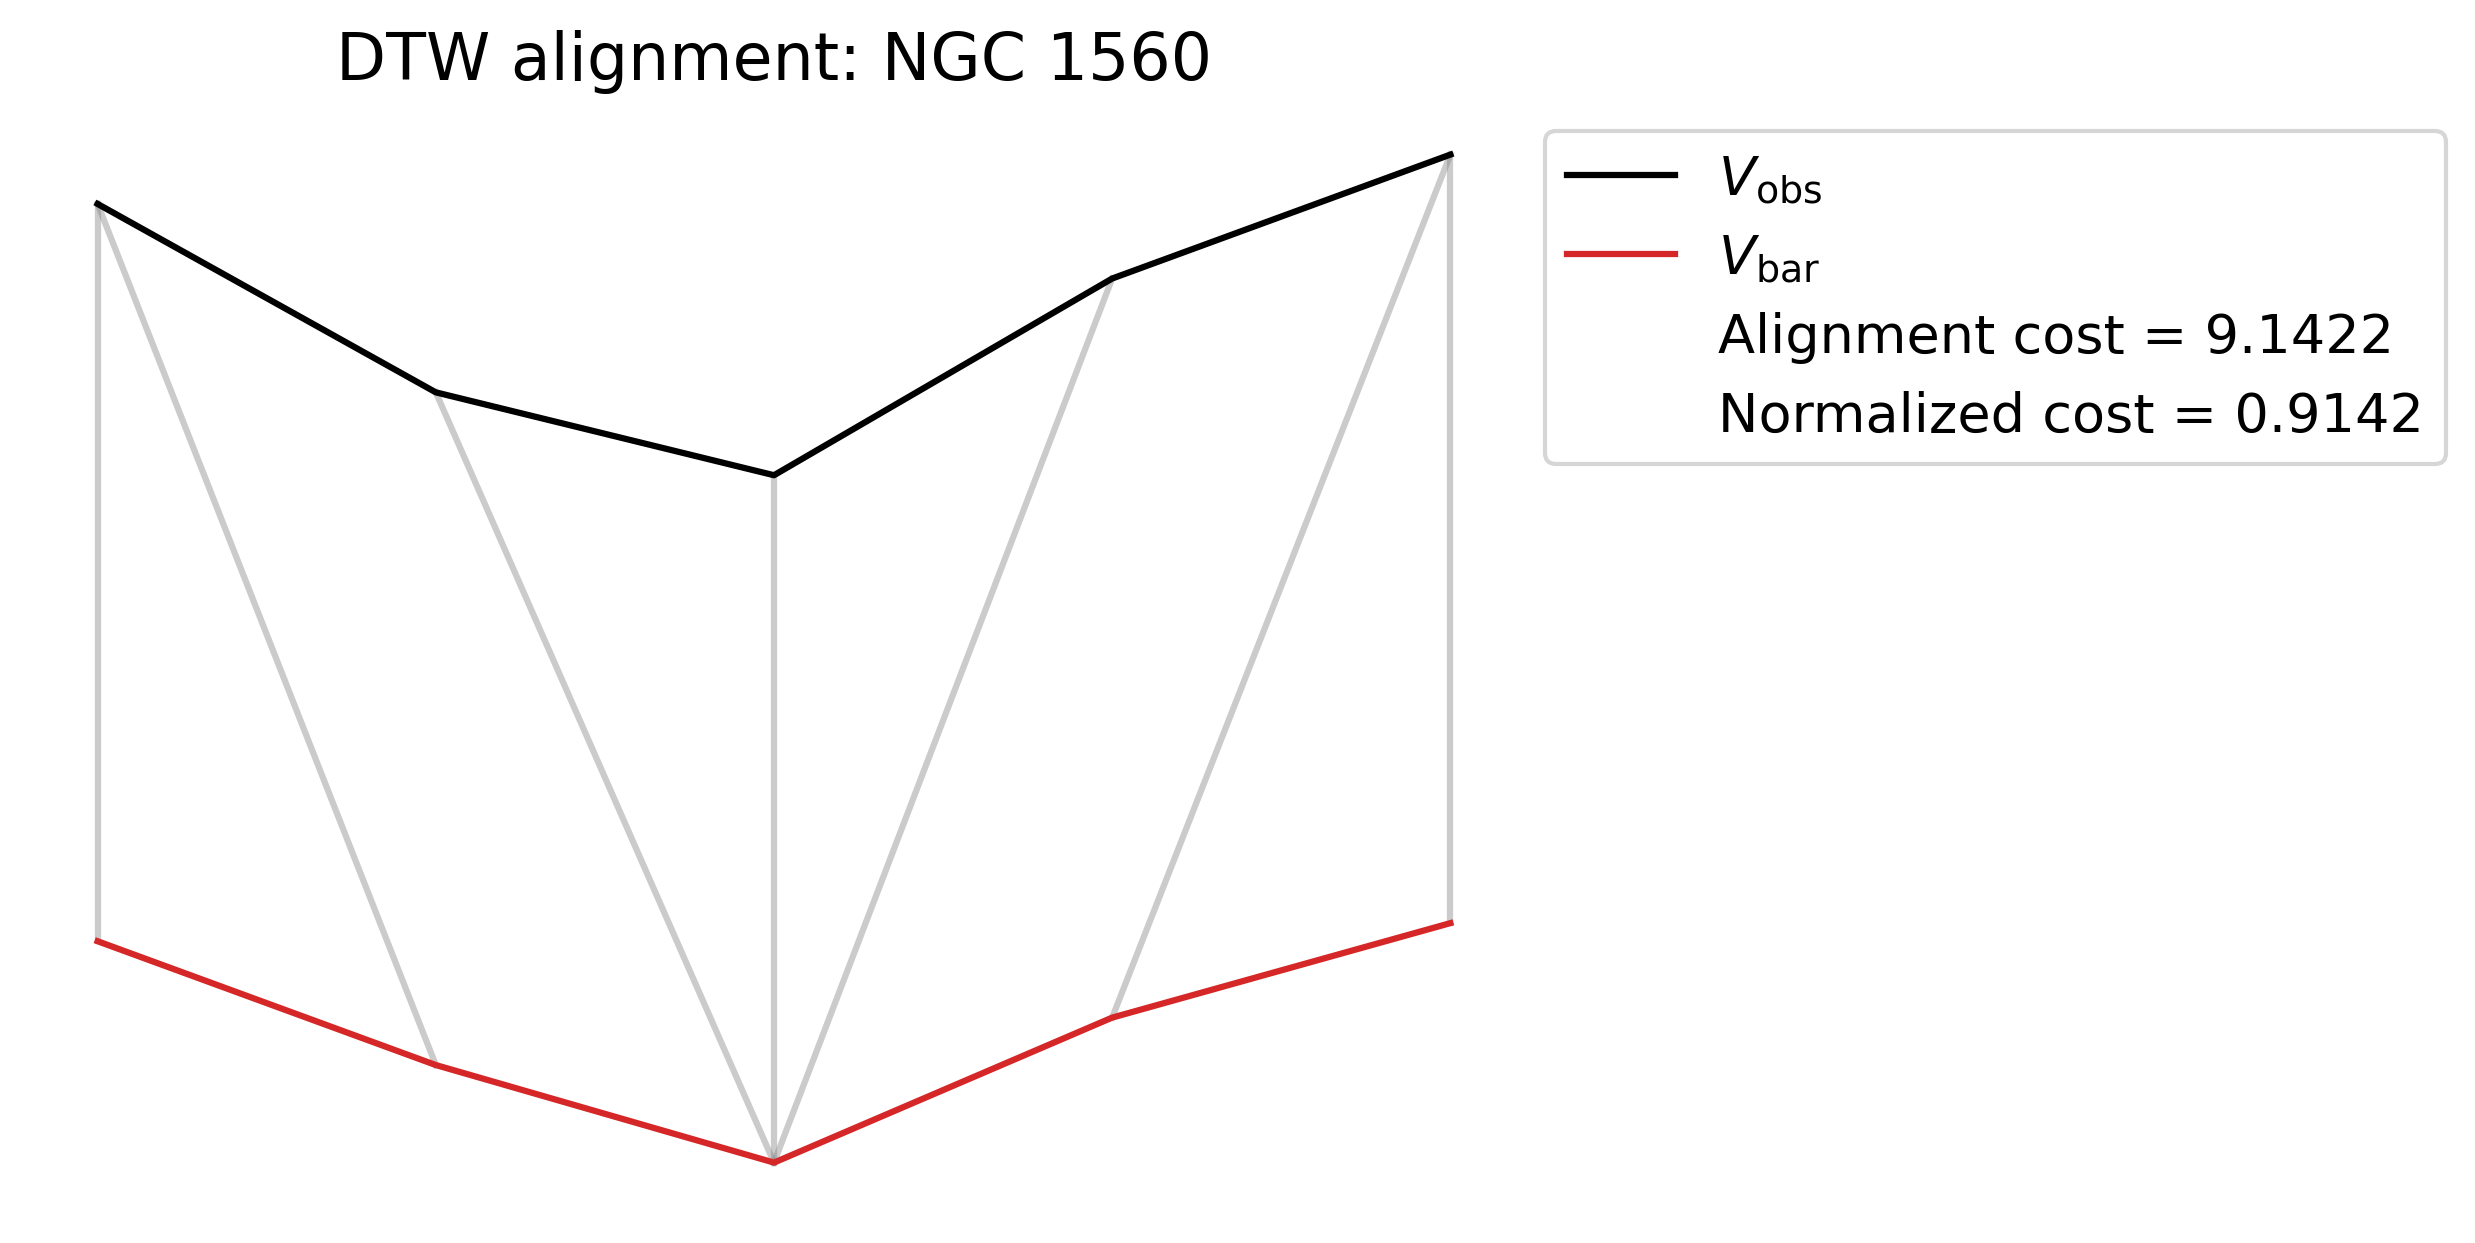 DTW alignment: NGC 1560
V_obs
V_bar
Alignment cost = 9.1422
Normalized cost = 0.9142